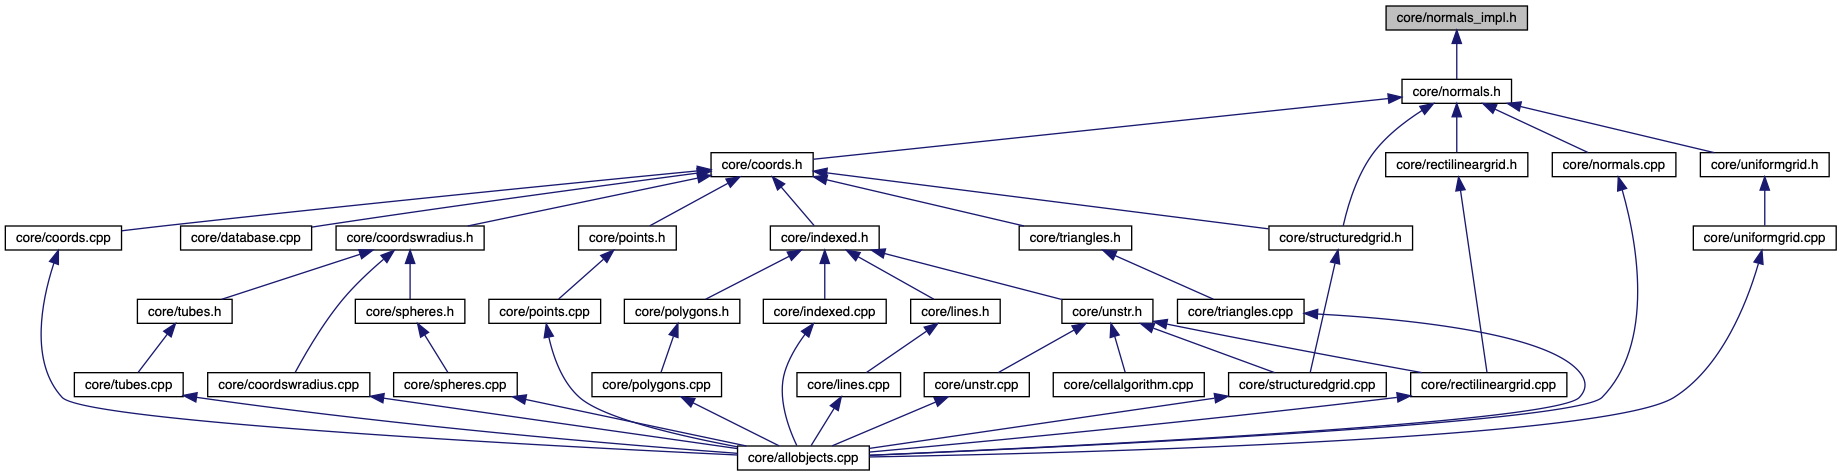 core/normals_impl.h
core/normals.h
core/coords.h
core/rectilineargrid.h
core/normals.cpp
core/uniformgrid.h
core/coords.cpp
core/database.cpp
core/coordswradius.h
core/points.h
core/indexed.h
core/triangles.h
core/structuredgrid.h
core/uniformgrid.cpp
core/tubes.h
core/spheres.h
core/points.cpp
core/polygons.h
core/indexed.cpp
core/lines.h
core/unstr.h
core/triangles.cpp
core/tubes.cpp
core/coordswradius.cpp
core/spheres.cpp
core/polygons.cpp
core/lines.cpp
core/unstr.cpp
core/cellalgorithm.cpp
core/structuredgrid.cpp
core/rectilineargrid.cpp
core/allobjects.cpp